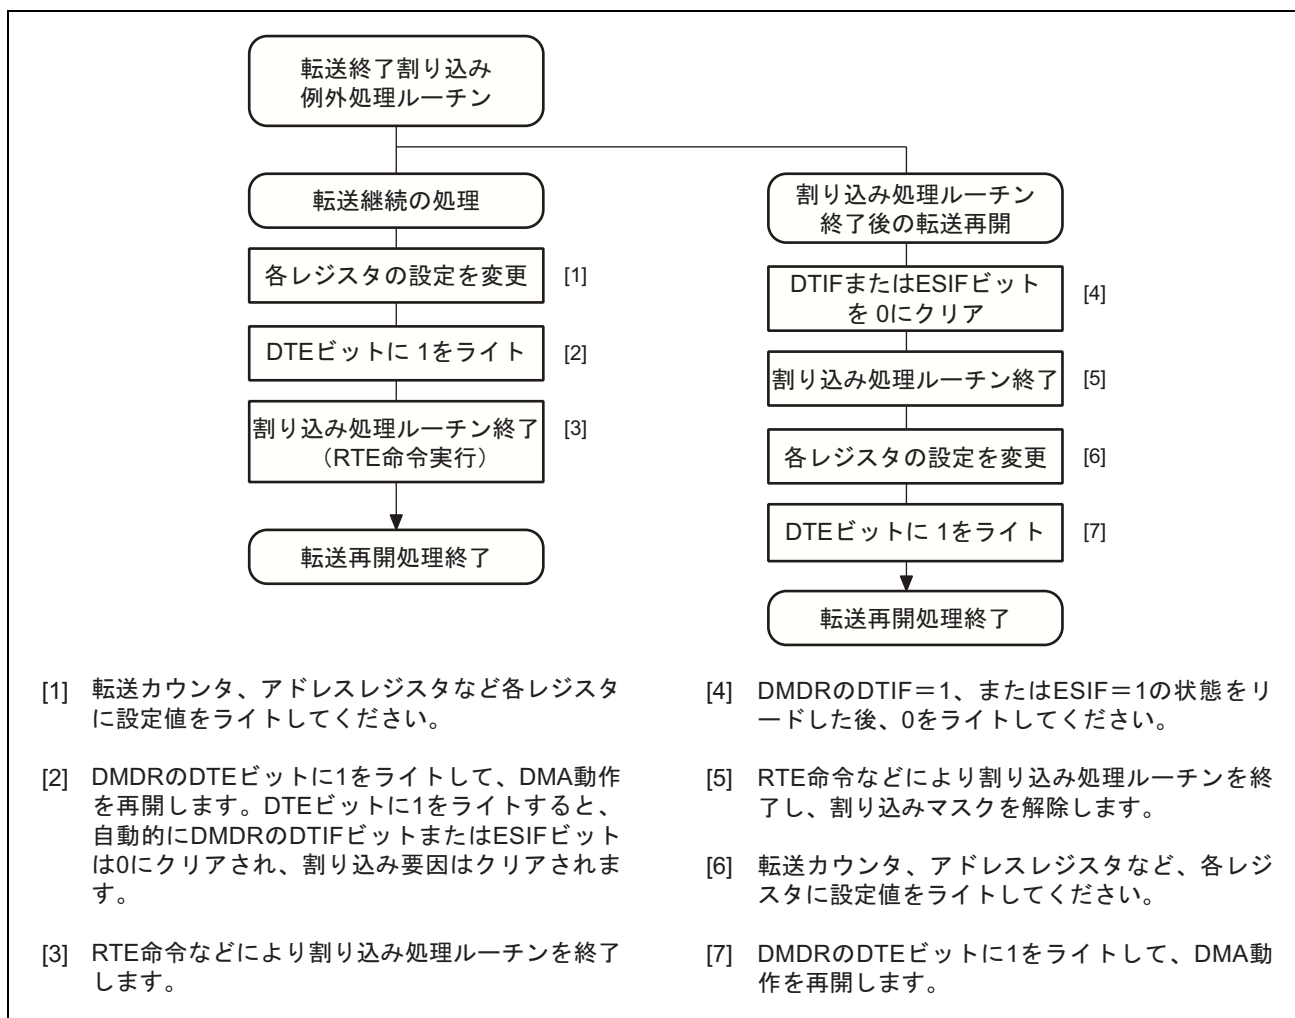 転送終了割り込み
例外処理ルーチン
転送継続の処理
各レジスタの設定を変更
[1]
DTEビットに 1をライト
[2]
割り込み処理ルーチン終了
(RTE命令実行)
[3]
転送再開処理終了
割り込み処理ルーチン
終了後の転送再開
DTIFまたはESIFビット
を 0にクリア
[4]
割り込み処理ルーチン終了
[5]
各レジスタの設定を変更
[6]
DTEビットに 1をライト
[7]
転送再開処理終了
[1] 転送カウンタ、アドレスレジスタなど各レジスタ
に設定値をライトしてください。
[2] DMDRのDTEビットに1をライトして、DMA動作
を再開します。DTEビットに1をライトすると、
自動的にDMDRのDTIFビットまたはESIFビット
は0にクリアされ、割り込み要因はクリアされま
す。
[3] RTE命令などにより割り込み処理ルーチンを終了
します。
[4] DMDRのDTIF＝1、またはESIF＝1の状態をリ
ードした後、0をライトしてください。
[5] RTE命令などにより割り込み処理ルーチンを終
了し、割り込みマスクを解除します。
[6] 転送カウンタ、アドレスレジスタなど、各レジ
スタに設定値をライトしてください。
[7] DMDRのDTEビットに1をライトして、DMA動
作を再開します。